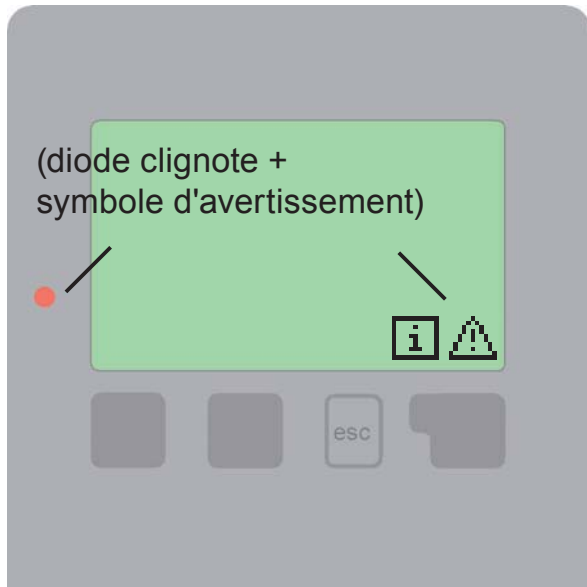 (diode clignote +
symbole d'avertissement)
i
!
esc